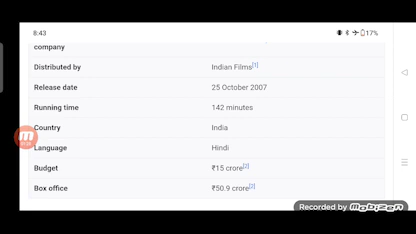 8:43
17%
company
Distributed by Indian Films[1]
Release date 25 October 2007
Running time 142 minutes
Country India
Language Hindi
Budget ₹15 crore[2]
Box office ₹50.9 crore[2]
Recorded by Mobizen